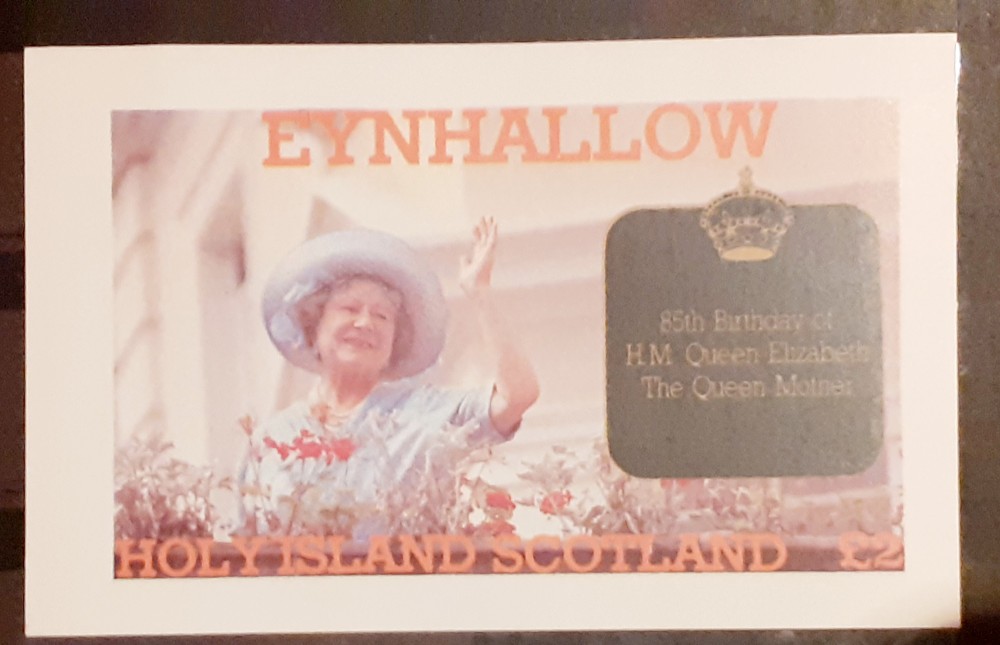 EYNHALLOW
85th Birthday of
H.M. Queen Elizabeth
The Queen Mother
HOLY ISLAND SCOTLAND £2